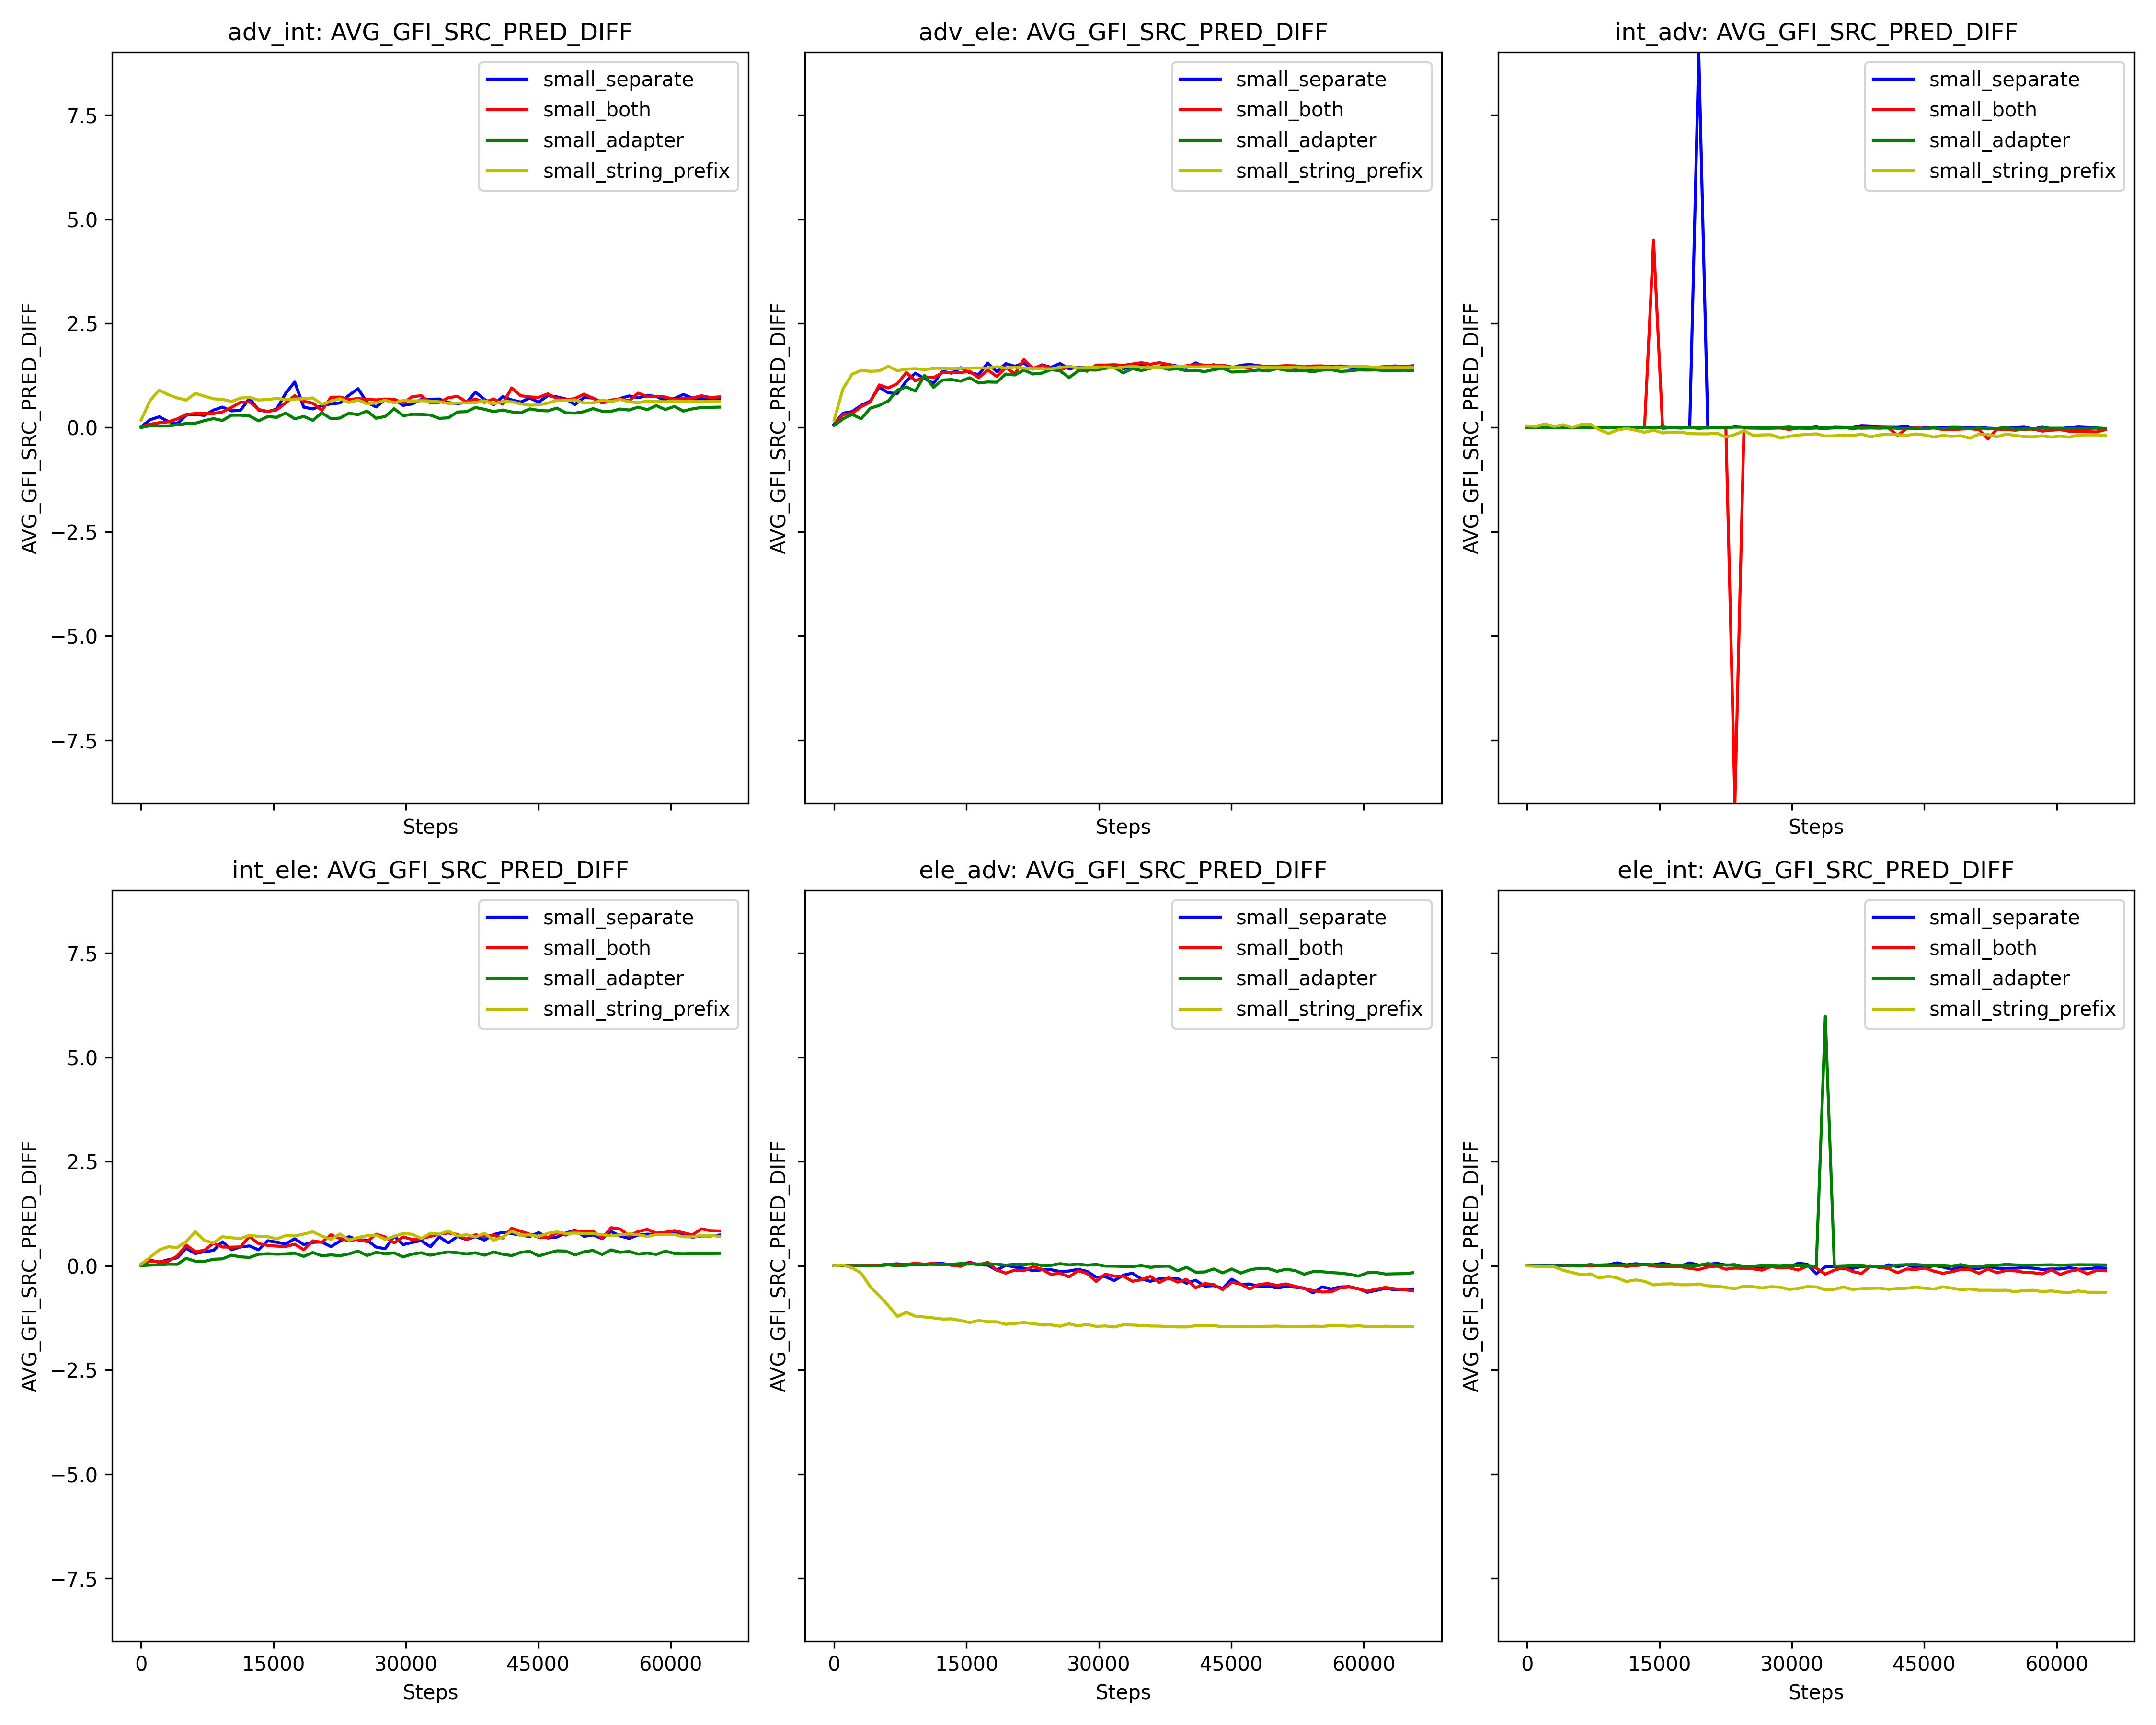 adv_int: AVG_GFI_SRC_PRED_DIFF
AVG_GFI_SRC_PRED_DIFF
7.5
5.0
2.5
0.0
−2.5
−5.0
−7.5
small_separate
small_both
small_adapter
small_string_prefix
Steps
adv_ele: AVG_GFI_SRC_PRED_DIFF
AVG_GFI_SRC_PRED_DIFF
small_separate
small_both
small_adapter
small_string_prefix
Steps
int_adv: AVG_GFI_SRC_PRED_DIFF
AVG_GFI_SRC_PRED_DIFF
small_separate
small_both
small_adapter
small_string_prefix
Steps
int_ele: AVG_GFI_SRC_PRED_DIFF
AVG_GFI_SRC_PRED_DIFF
7.5
5.0
2.5
0.0
−2.5
−5.0
−7.5
small_separate
small_both
small_adapter
small_string_prefix
0 15000 30000 45000 60000
Steps
ele_adv: AVG_GFI_SRC_PRED_DIFF
AVG_GFI_SRC_PRED_DIFF
small_separate
small_both
small_adapter
small_string_prefix
0 15000 30000 45000 60000
Steps
ele_int: AVG_GFI_SRC_PRED_DIFF
AVG_GFI_SRC_PRED_DIFF
small_separate
small_both
small_adapter
small_string_prefix
0 15000 30000 45000 60000
Steps